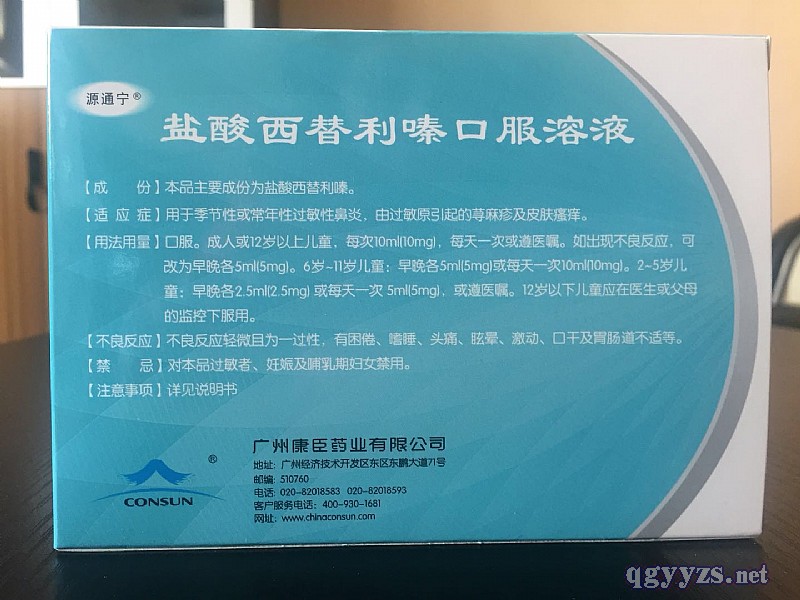 源通宁®
盐酸西替利嗪口服溶液
【成　份】本品主要成份为盐酸西替利嗪。
【适 应 症】用于季节性或常年性过敏性鼻炎，由过敏原引起的荨麻疹及皮肤瘙痒。
【用法用量】口服。成人或12岁以上儿童，每次10ml(10mg)，每天一次或遵医嘱。如出现不良反应，可
改为早晚各5ml(5mg)。6岁~11岁儿童：早晚各5ml(5mg)或每天一次10ml(10mg)。2~5岁儿
童：早晚各2.5ml(2.5mg) 或每天一次 5ml(5mg)，或遵医嘱。12岁以下儿童应在医生或父母
的监控下服用。
【不良反应】不良反应轻微且为一过性，有困倦、嗜睡、头痛、眩晕、激动、口干及胃肠道不适等。
【禁　忌】对本品过敏者、妊娠及哺乳期妇女禁用。
【注意事项】详见说明书
广州康臣药业有限公司
地址：广州经济技术开发区东区东鹏大道71号
邮编：510760
电话：020-82018583 020-82018593
客户服务电话：400-930-1681
网址：www.chinaconsun.com
®
CONSUN
qgyyzs.net